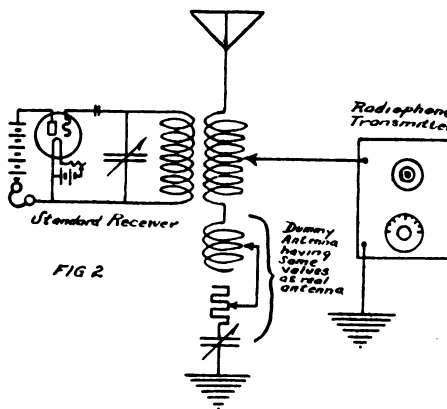 Radiophone
Transmitter
Standard Receiver
Dummy
Antenna
having
Same
values
as real
antenna
FIG 2